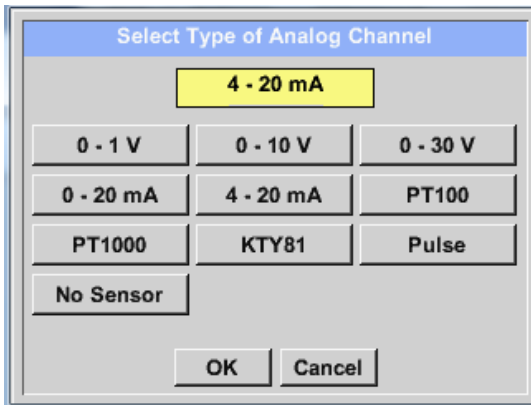 Select Type of Analog Channel
4 - 20 mA
0 - 1 V 0 - 10 V 0 - 30 V
0 - 20 mA 4 - 20 mA PT100
PT1000 KTY81 Pulse
No Sensor
OK Cancel